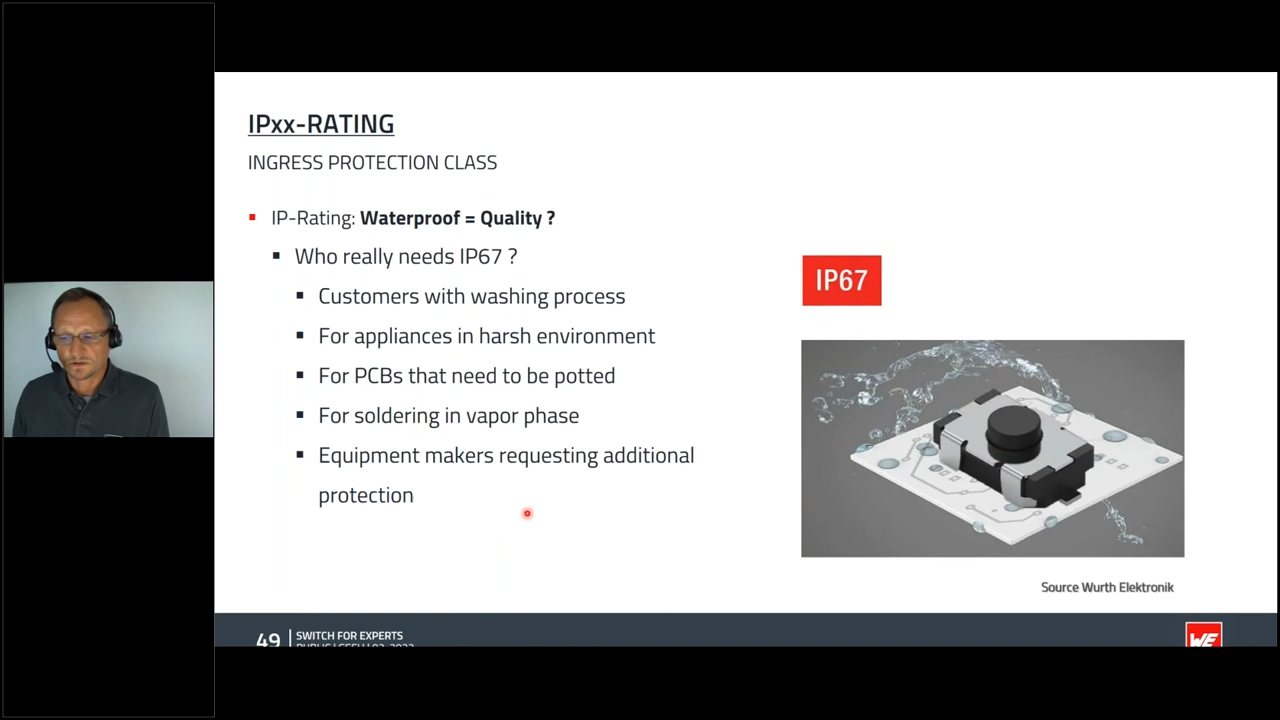 IPxx-RATING
INGRESS PROTECTION CLASS
IP-Rating: Waterproof = Quality ?
Who really needs IP67 ?
Customers with washing process
For appliances in harsh environment
For PCBs that need to be potted
For soldering in vapor phase
Equipment makers requesting additional
protection
IP67
Source Wurth Elektronik
49
SWITCH FOR EXPERTS
WE